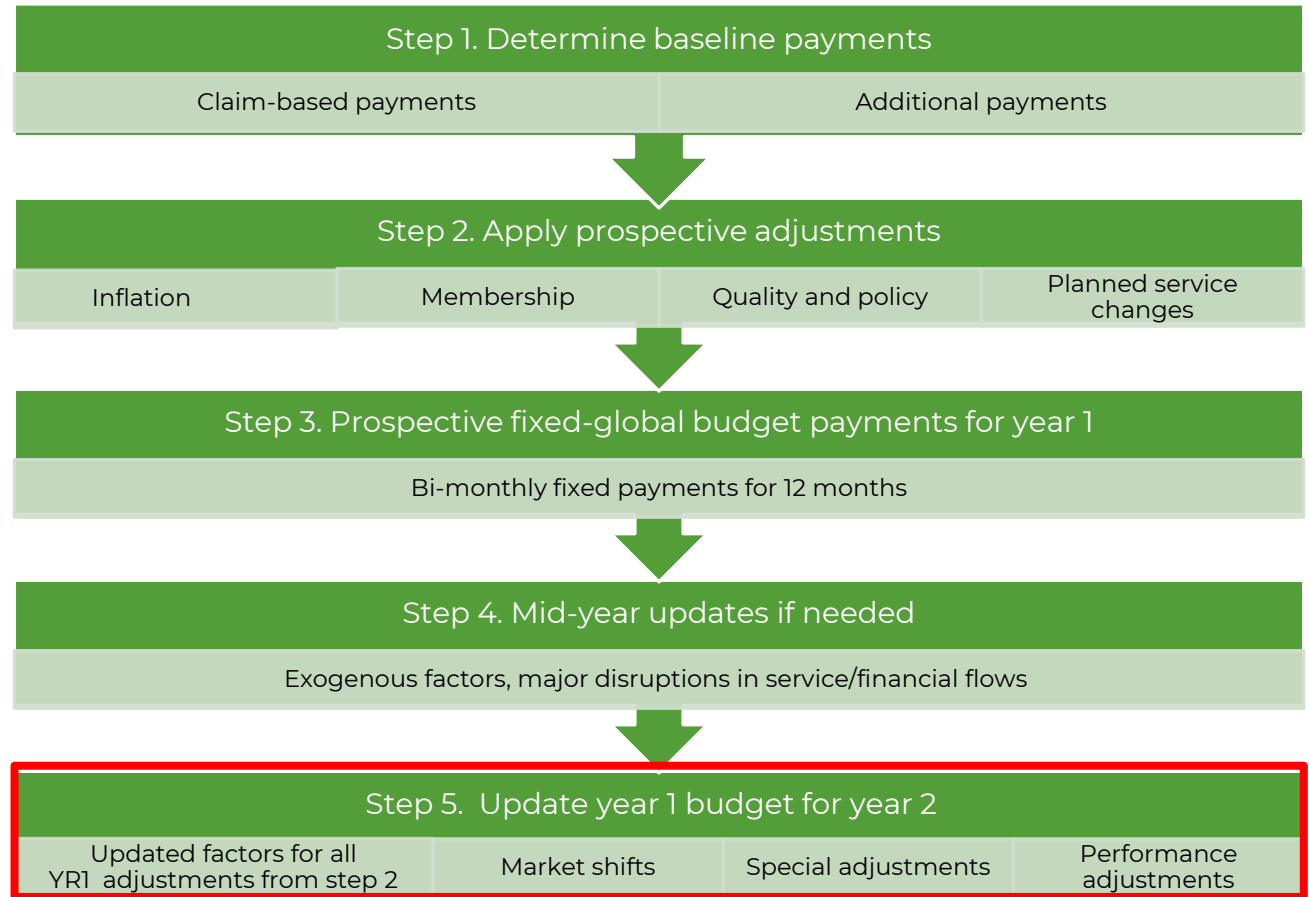 Step 1. Determine baseline payments
Claim-based payments
Additional payments
Step 2. Apply prospective adjustments
Inflation
Membership
Quality and policy
Planned service
changes
Step 3. Prospective fixed-global budget payments for year 1
Bi-monthly fixed payments for 12 months
Step 4. Mid-year updates if needed
Exogenous factors, major disruptions in service/financial flows
Step 5.  Update year 1 budget for year 2
Updated factors for all
YR1  adjustments from step 2
Market shifts
Special adjustments
Performance
adjustments